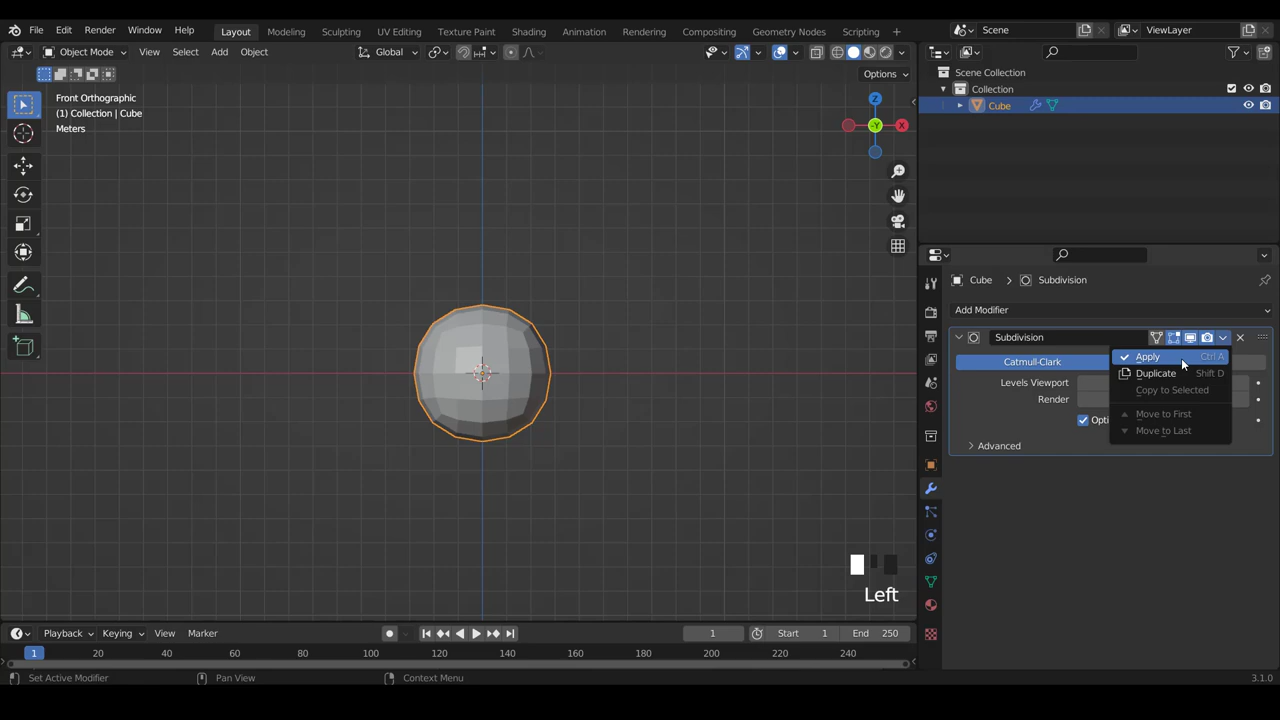 File Edit Render Window Help Layout Modeling Sculpting UV Editing Texture Paint Shading Animation Rendering Compositing Geometry Nodes Scripting + Scene ViewLayer
Object Mode View Select Add Object Global
Options
Front Orthographic
(1) Collection | Cube
Meters
Z
-Y
X
Scene Collection
Collection
Cube
Cube > Subdivision
Add Modifier
Subdivision
Apply Ctrl A
Catmull-Clark
Duplicate Shift D
Levels Viewport
Copy to Selected
Render
Move to First
Opti
Move to Last
Advanced
Left
Playback Keying View Marker 1 Start 1 End 250
1 20 40 60 80 100 120 140 160 180 200 220 240
Set Active Modifier Pan View Context Menu 3.1.0